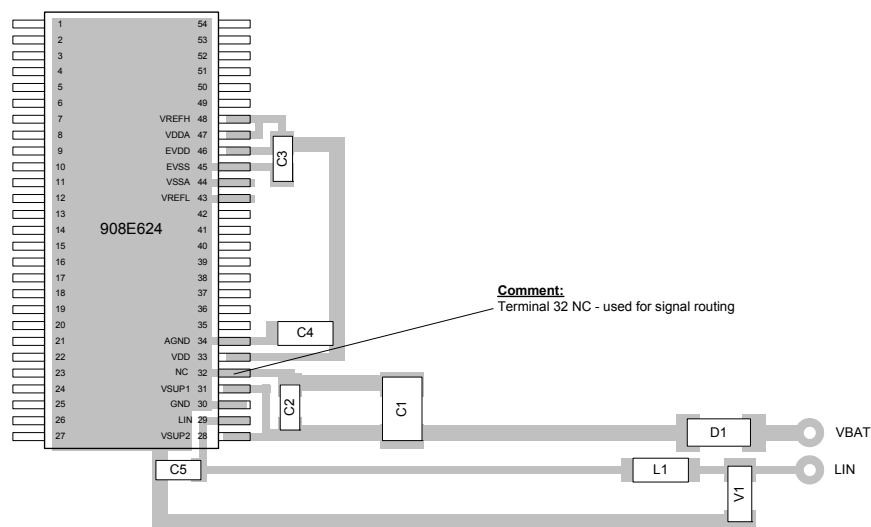 1 54
2 53
3 52
4 51
5 50
6 49
7 VREFH 48
8 VDDA 47
9 EVDD 46
10 EVSS 45
11 VSSA 44
12 VREFL 43
13 42
14 41
15 40
16 39
17 38
18 37
19 36
20 35
21 AGND 34
22 VDD 33
23 NC 32
24 VSUP1 31
25 GND 30
26 LIN 29
27 VSUP2 28
908E624
C3
Comment:
Terminal 32 NC - used for signal routing
C4
C2
C1
D1
VBAT
C5
L1
V1
LIN